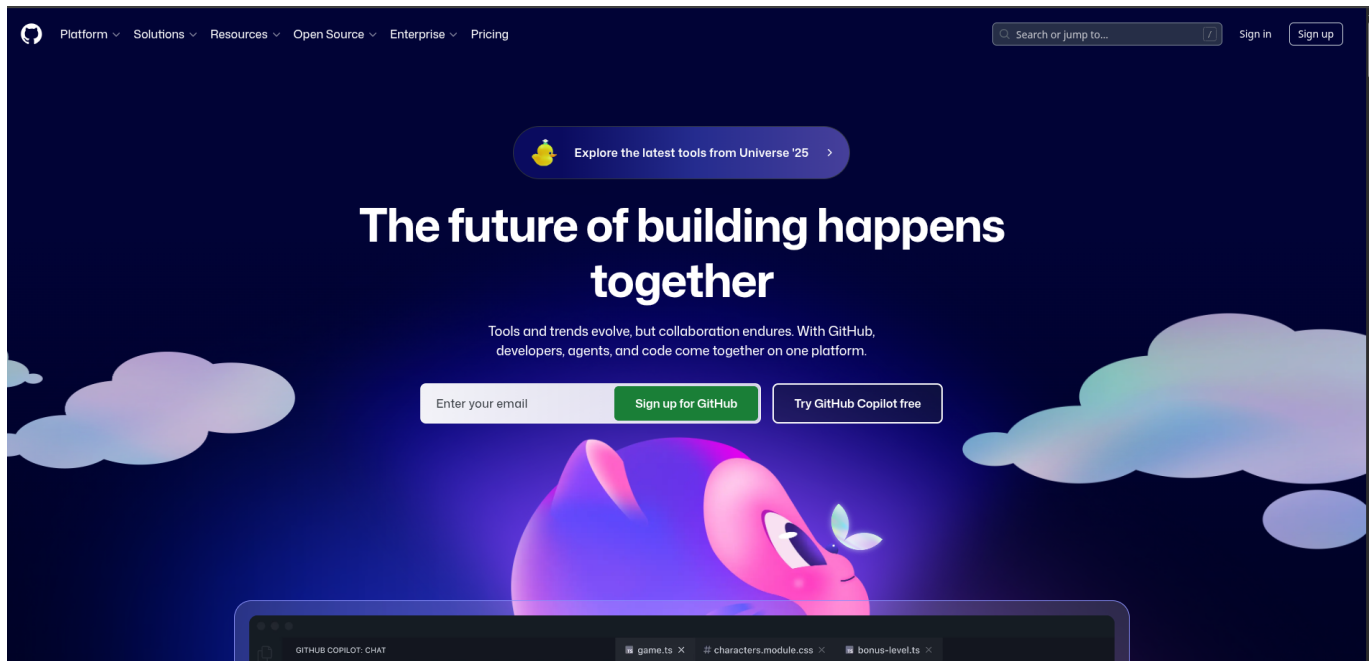 Platform Solutions Resources Open Source Enterprise Pricing
Search or jump to... / Sign in Sign up
Explore the latest tools from Universe '25
The future of building happens
together
Tools and trends evolve, but collaboration endures. With GitHub,
developers, agents, and code come together on one platform.
Enter your email Sign up for GitHub Try GitHub Copilot free
GITHUB COPILOT: CHAT game.ts # characters.module.css bonus-level.ts